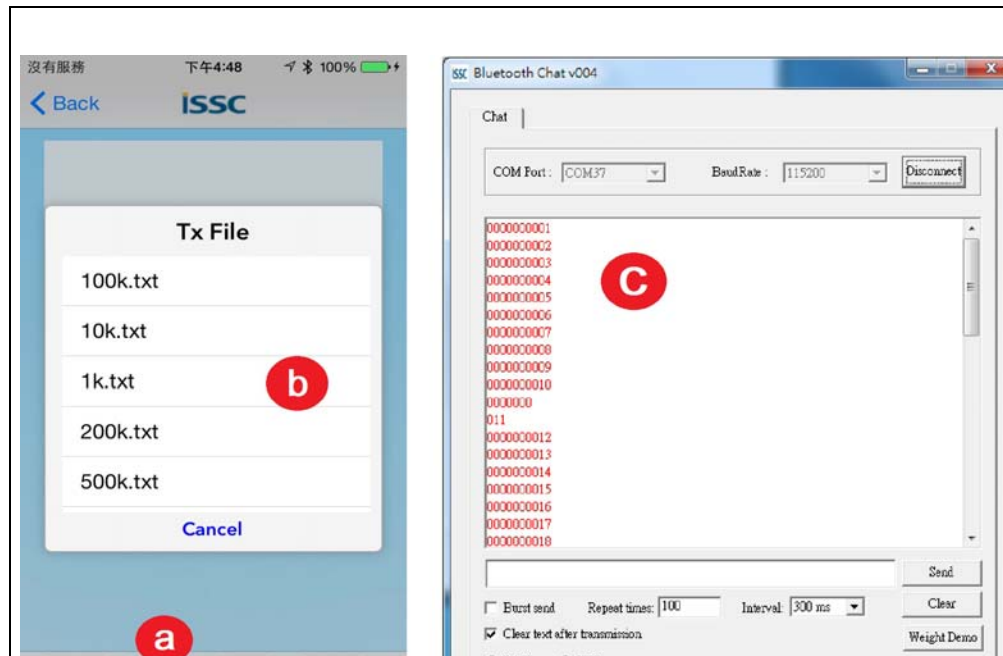 沒有服務 下午4:48 100%
Back ISSC
Tx File
100k.txt
10k.txt
1k.txt
b
200k.txt
500k.txt
Cancel
a
ISSC Bluetooth Chat v004
Chat
COM Port : COM37 BaudRate : 115200 Disconnect
0000000001
0000000002
0000000003
0000000004
0000000005
0000000006
0000000007
0000000008
0000000009
0000000010
0000000
011
0000000012
0000000013
0000000014
0000000015
0000000016
0000000017
0000000018
C
Send
Burst send Repeat times: 100 Interval: 300 ms Clear
Clear text after transmission Weight Demo